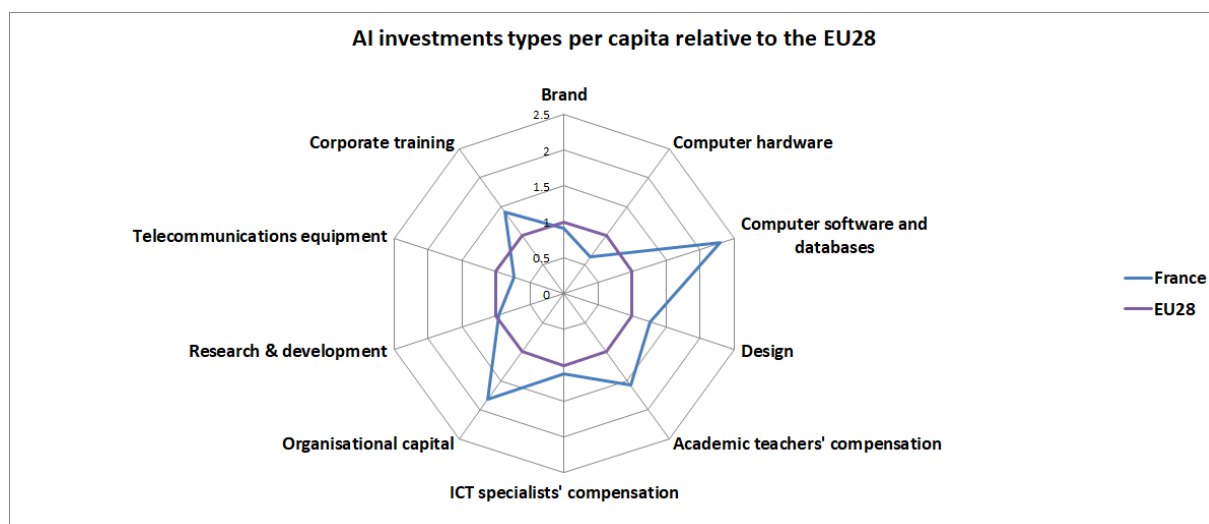 AI investments types per capita relative to the EU28
Brand
2.5
Corporate training
Computer hardware
2
1.5
Telecommunications equipment
1
Computer software and
databases
0.5
0
France
EU28
Research & development
Design
Organisational capital
Academic teachers' compensation
ICT specialists' compensation